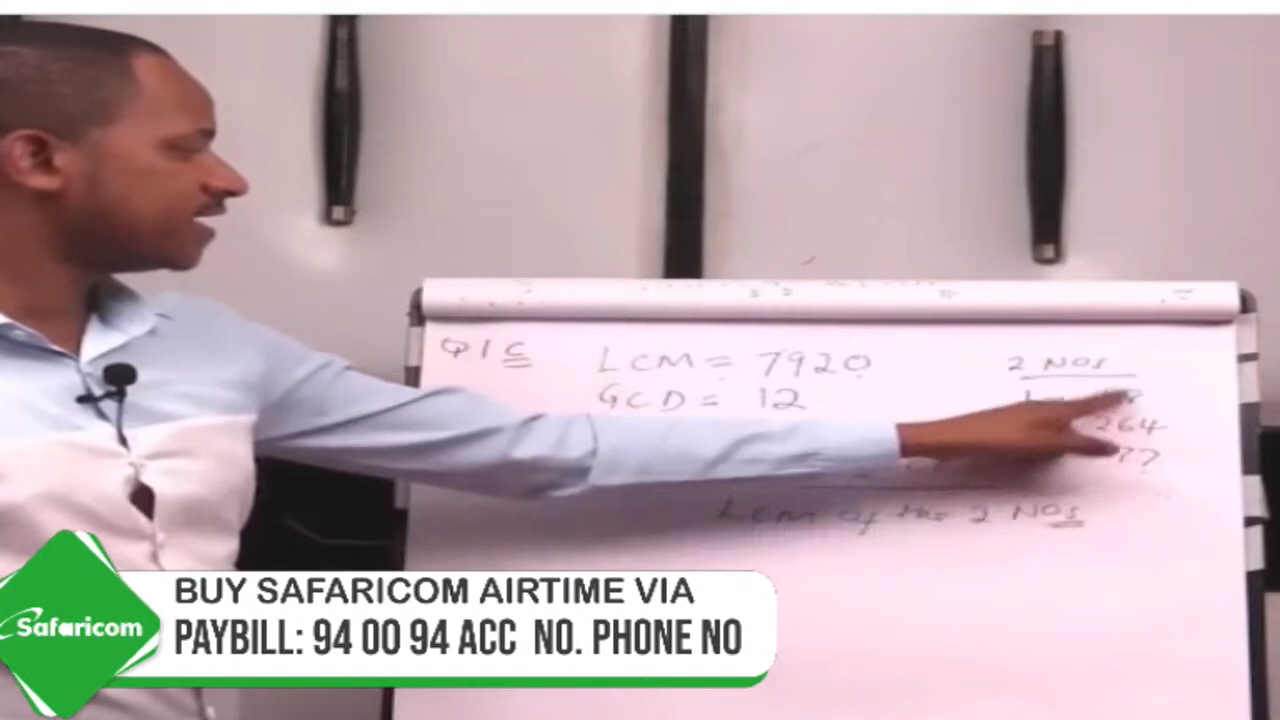 Q1C
LCM = 7920
GCD = 12
2 NOS
264
LCM of the 2 NOS
Safaricom
BUY SAFARICOM AIRTIME VIA
PAYBILL: 94 00 94 ACC NO. PHONE NO